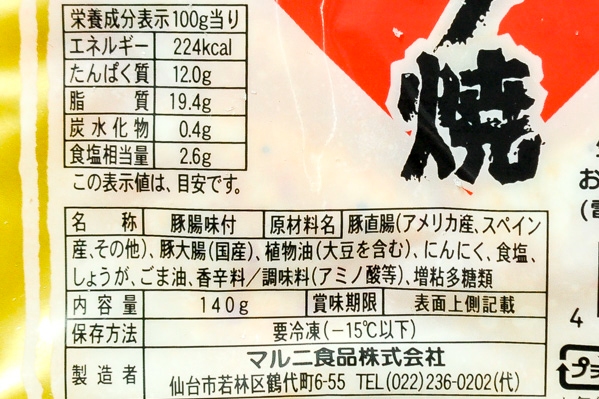 栄養成分表示100g当り
エネルギー 224kcal
たんぱく質 12.0g
脂質 19.4g
炭水化物 0.4g
食塩相当量 2.6g
この表示値は、目安です。
焼
お
(電
名称 豚腸味付 原材料名 豚直腸(アメリカ産、スペイン
産、その他)、豚大腸(国産)、植物油(大豆を含む)、にんにく、食塩、
しょうが、ごま油、香辛料/調味料(アミノ酸等)、増粘多糖類
内容量 140g 賞味期限 表面上側記載
保存方法 要冷凍(−15℃以下)
製造者 マルニ食品株式会社
仙台市若林区鶴代町6-55 TEL(022)236-0202(代)
4
プラ